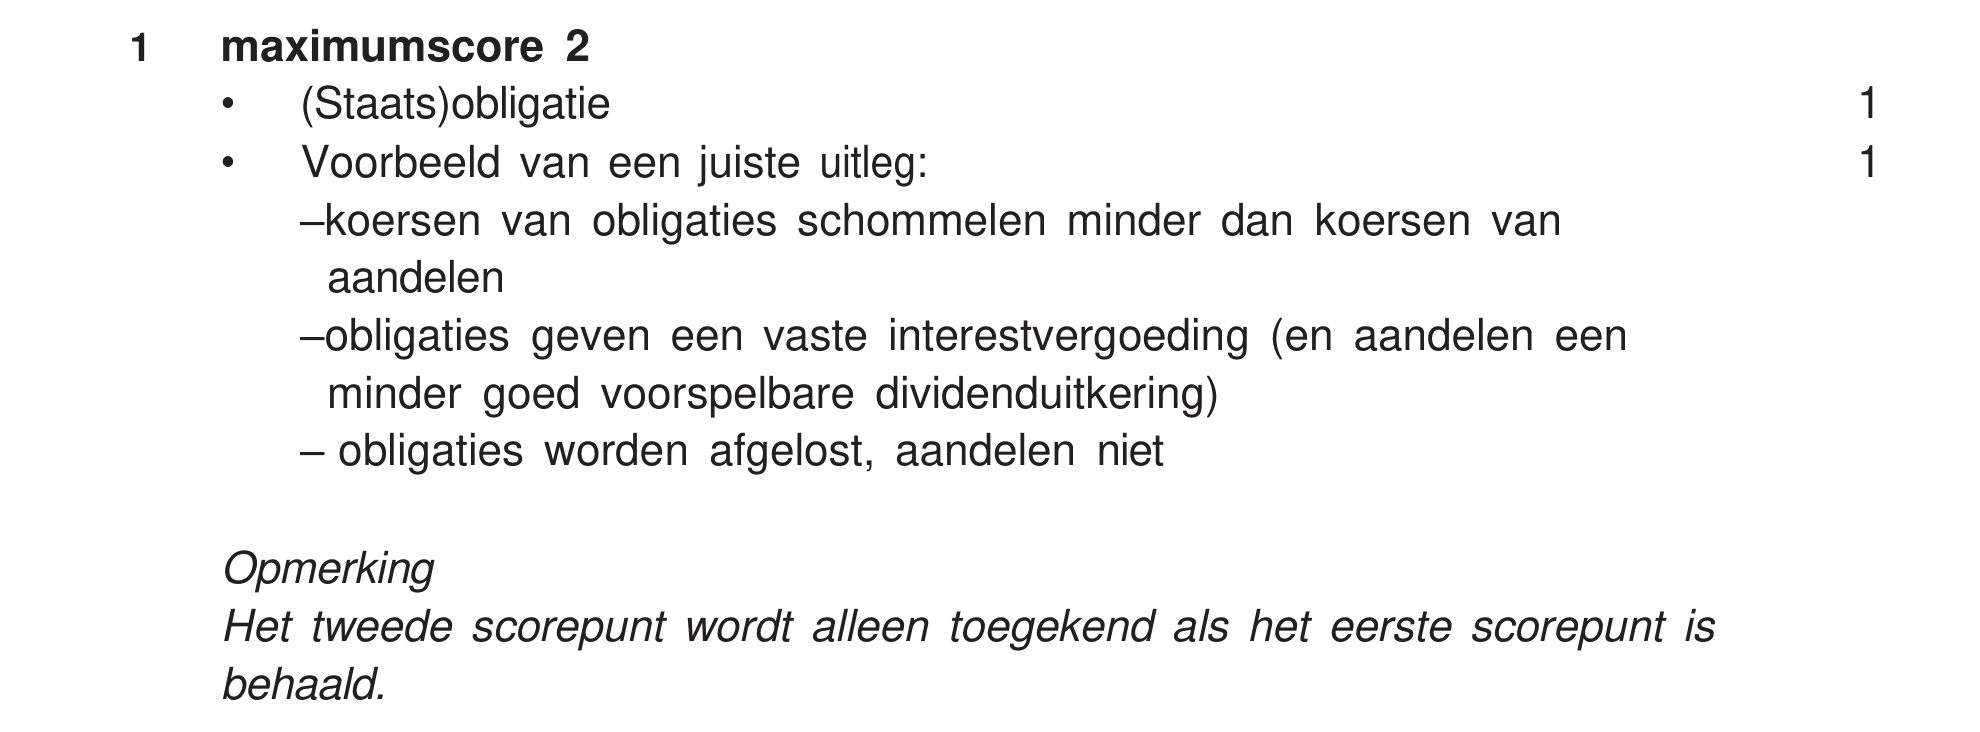 1 maximumscore 2
• (Staats)obligatie 1
• Voorbeeld van een juiste uitleg: 1
–koersen van obligaties schommelen minder dan koersen van
aandelen
–obligaties geven een vaste interestvergoeding (en aandelen een
minder goed voorspelbare dividenduitkering)
– obligaties worden afgelost, aandelen niet
Opmerking
Het tweede scorepunt wordt alleen toegekend als het eerste scorepunt is
behaald.